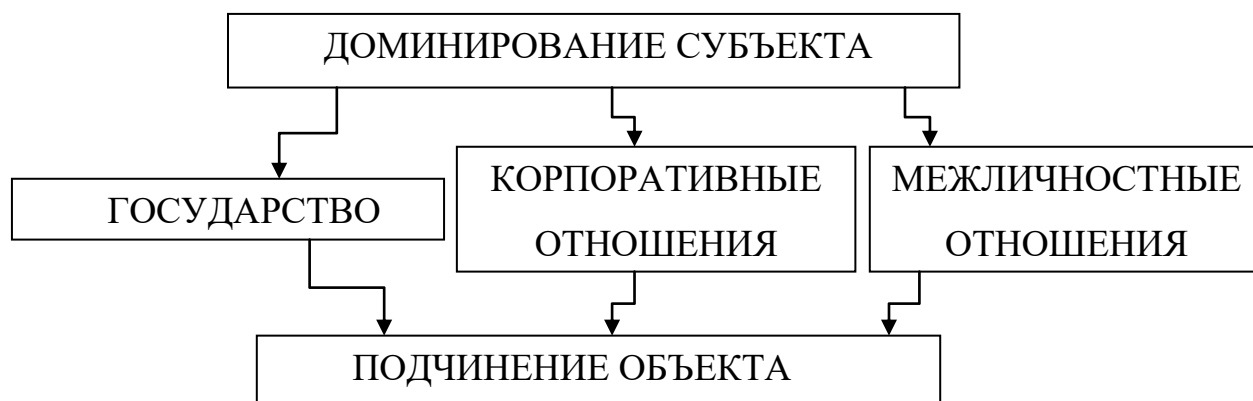 ДОМИНИРОВАНИЕ СУБЪЕКТА
ГОСУДАРСТВО
КОРПОРАТИВНЫЕ
ОТНОШЕНИЯ
МЕЖЛИЧНОСТНЫЕ
ОТНОШЕНИЯ
ПОДЧИНЕНИЕ ОБЪЕКТА